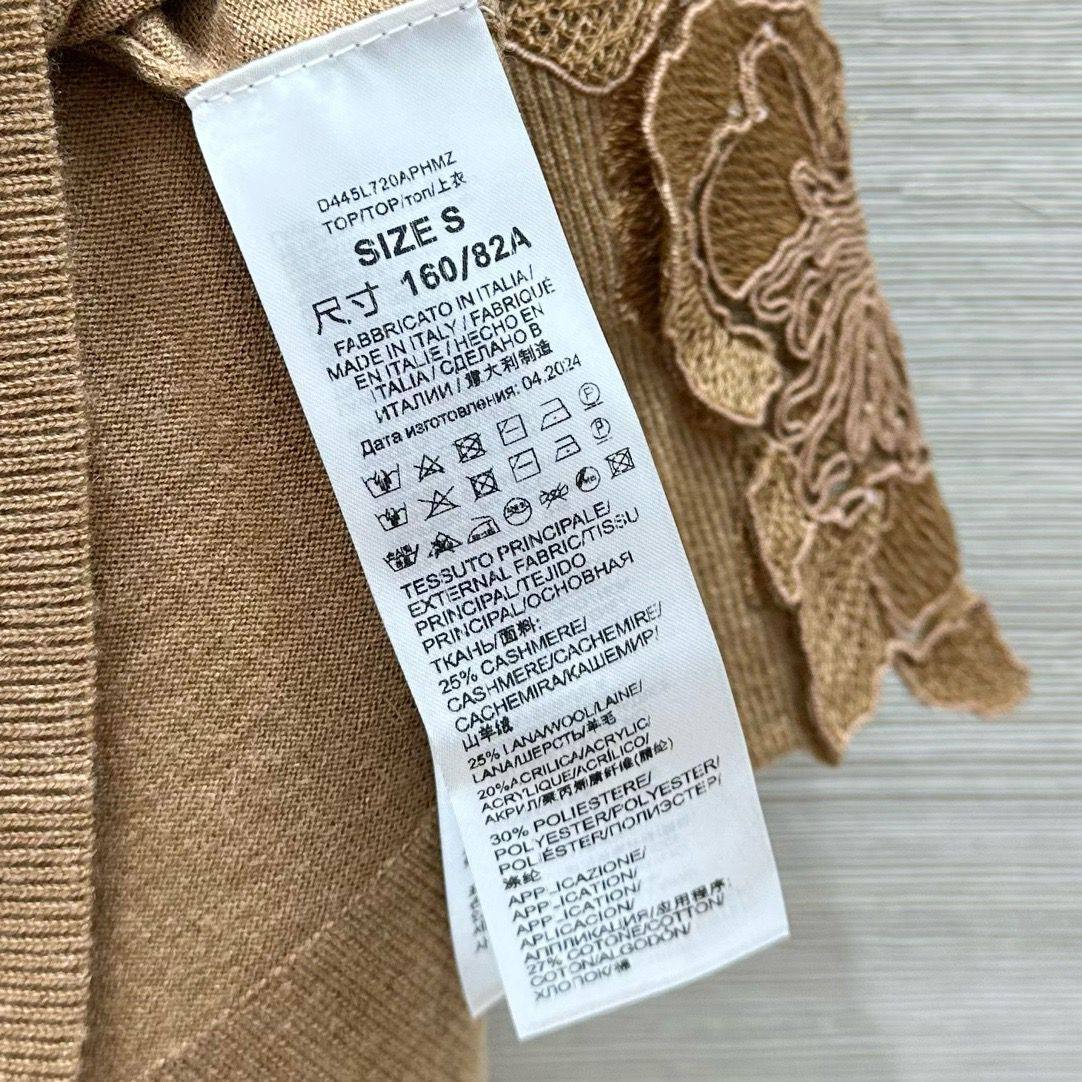 D445L720APHMZ
TOP/TOP/топ/上衣
SIZE S
尺寸 160/82A
FABBRICATO IN ITALIA/
MADE IN ITALY/FABRIQUÉ
EN ITALIE/HECHO EN
ITALIA/СДЕЛАНО В
ИТАЛИИ/意大利制造
Дата изготовления: 04.2024
TESSUTO PRINCIPALE/
EXTERNAL FABRIC/TISSU
PRINCIPAL/TEJIDO
PRINCIPAL/ОСНОВНАЯ
ТКАНЬ/面料:
25% CASHMERE/
CASHMERE/CACHEMIRE/
CACHEMIRA/КАШЕМИР/
山羊绒
25% LANA/WOOL/LAINE/
LANA/ШЕРСТЬ/羊毛
20%ACRILICA/ACRYLIC/
ACRYLIQUE/ACRÍLICO/
АКРИЛ/聚丙烯腈纤维(腈纶)
30% POLIESTERE/
POLYESTER/POLYESTER/
POLIÉSTER/ПОЛИЭСТЕР/
涤纶
APPLICAZIONE/
APPLICATION/
APPLICATION/
APLICACION/
АППЛИКАЦИЯ/应用程序:
27% COTONE/COTTON/
COTON/ALGODÓN/
ХЛОПОК/棉